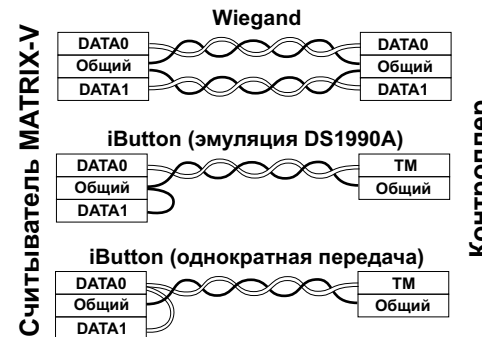 Считыватель MATRIX-V
Wiegand
DATA0 DATA0
Общий Общий
DATA1 DATA1
iButton (эмуляция DS1990A)
DATA0 TM
Общий Общий
DATA1
iButton (однократная передача)
DATA0 TM
Общий Общий
DATA1
Контроллер